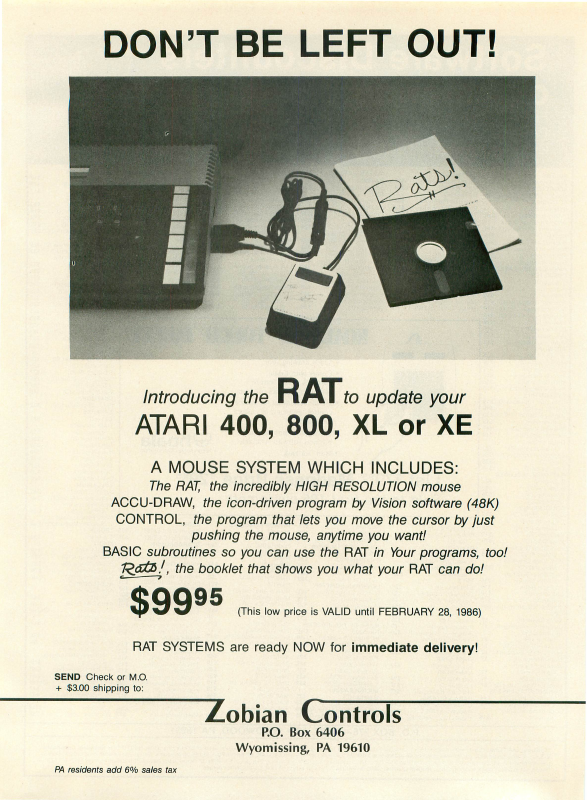 DON'T BE LEFT OUT!
Rats!
Introducing the RAT to update your
ATARI 400, 800, XL or XE
A MOUSE SYSTEM WHICH INCLUDES:
The RAT, the incredibly HIGH RESOLUTION mouse
ACCU-DRAW, the icon-driven program by Vision software (48K)
CONTROL, the program that lets you move the cursor by just
pushing the mouse, anytime you want!
BASIC subroutines so you can use the RAT in Your programs, too!
Rats!, the booklet that shows you what your RAT can do!
$9995 (This low price is VALID until FEBRUARY 28, 1986)
RAT SYSTEMS are ready NOW for immediate delivery!
SEND Check or M.O.
+ $3.00 shipping to:
Zobian Controls
P.O. Box 6406
Wyomissing, PA 19610
PA residents add 6% sales tax